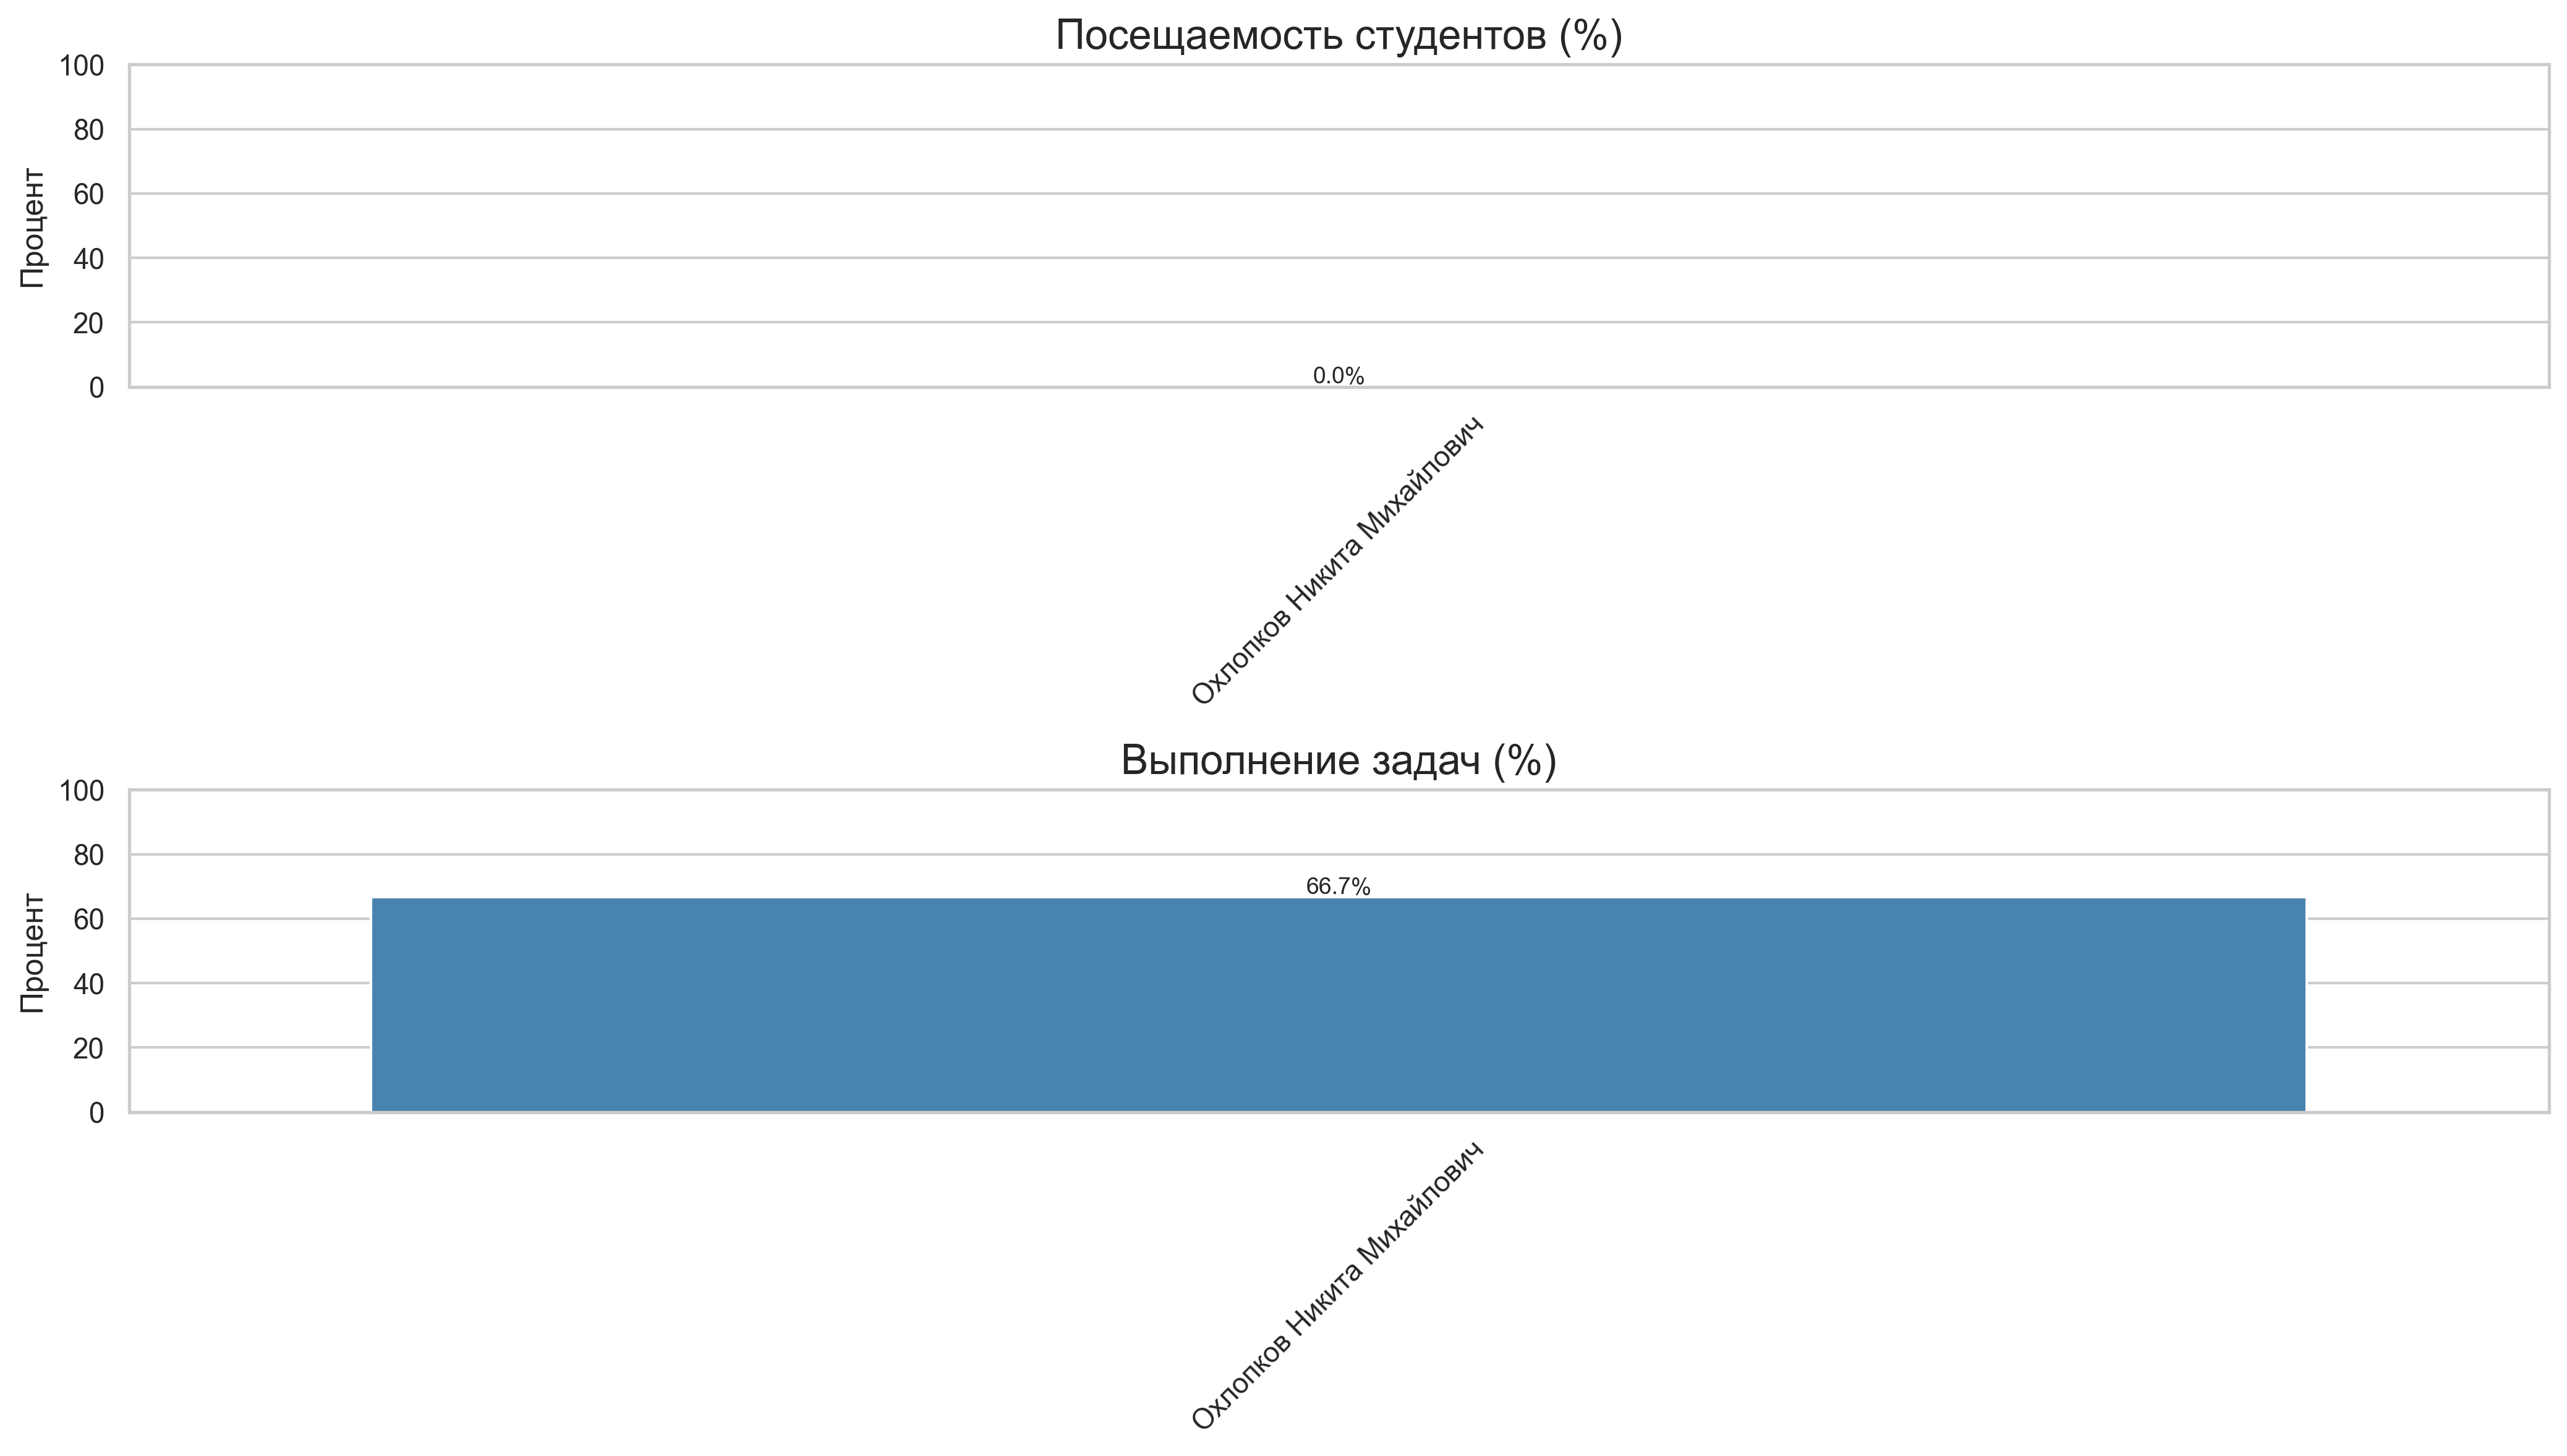 Посещаемость студентов (%)
100
80
60
40
20
0
Процент
0.0%
Охлопков Никита Михайлович
Выполнение задач (%)
100
80
60
40
20
0
Процент
66.7%
Охлопков Никита Михайлович